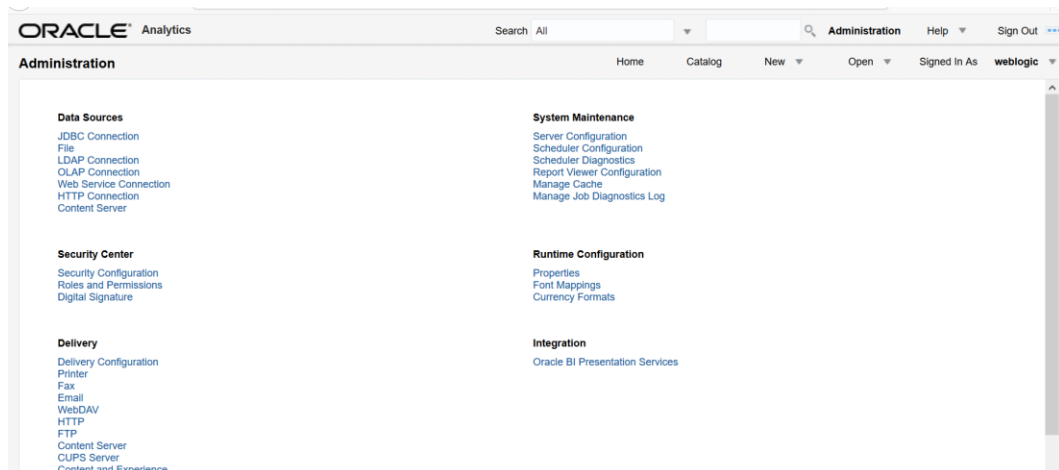 ORACLE Analytics Search All Administration Help Sign Out
Administration Home Catalog New Open Signed In As weblogic
Data Sources
JDBC Connection
File
LDAP Connection
OLAP Connection
Web Service Connection
HTTP Connection
Content Server
System Maintenance
Server Configuration
Scheduler Configuration
Scheduler Diagnostics
Report Viewer Configuration
Manage Cache
Manage Job Diagnostics Log
Security Center
Security Configuration
Roles and Permissions
Digital Signature
Runtime Configuration
Properties
Font Mappings
Currency Formats
Delivery
Delivery Configuration
Printer
Fax
Email
WebDAV
HTTP
FTP
Content Server
CUPS Server
Content and Experience
Integration
Oracle BI Presentation Services